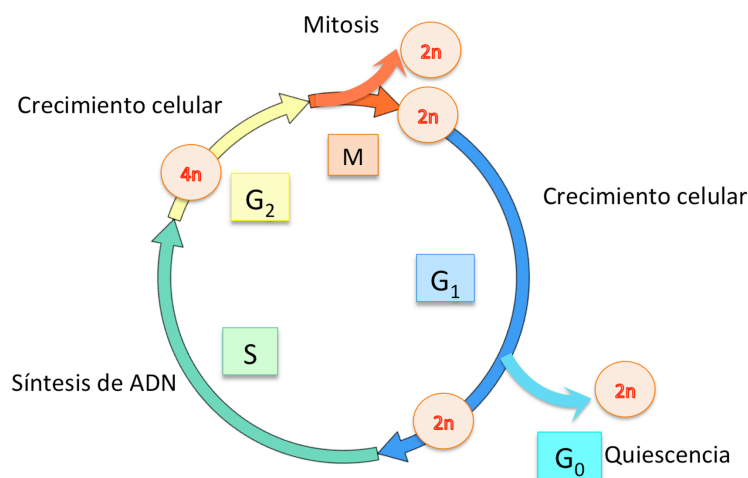 Mitosis
2n
Crecimiento celular
2n
M
4n
G₂
Crecimiento celular
G₁
S
Síntesis de ADN
2n
2n
G₀
Quiescencia